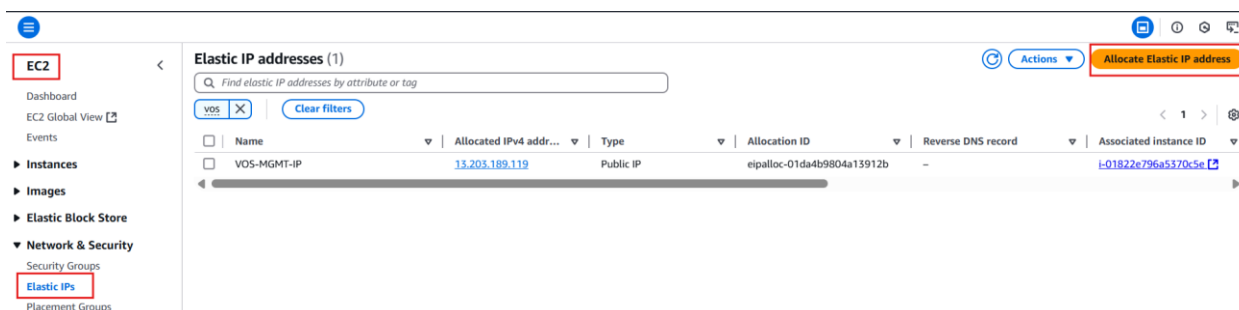 EC2
Dashboard
EC2 Global View
Events
Instances
Images
Elastic Block Store
Network & Security
Security Groups
Elastic IPs
Placement Groups
Elastic IP addresses (1)
Actions
Allocate Elastic IP address
Find elastic IP addresses by attribute or tag
vos
Clear filters
1
Name Allocated IPv4 addr... Type Allocation ID Reverse DNS record Associated instance ID
VOS-MGMT-IP 13.203.189.119 Public IP eipalloc-01da4b9804a13912b – i-01822e796a5370c5e